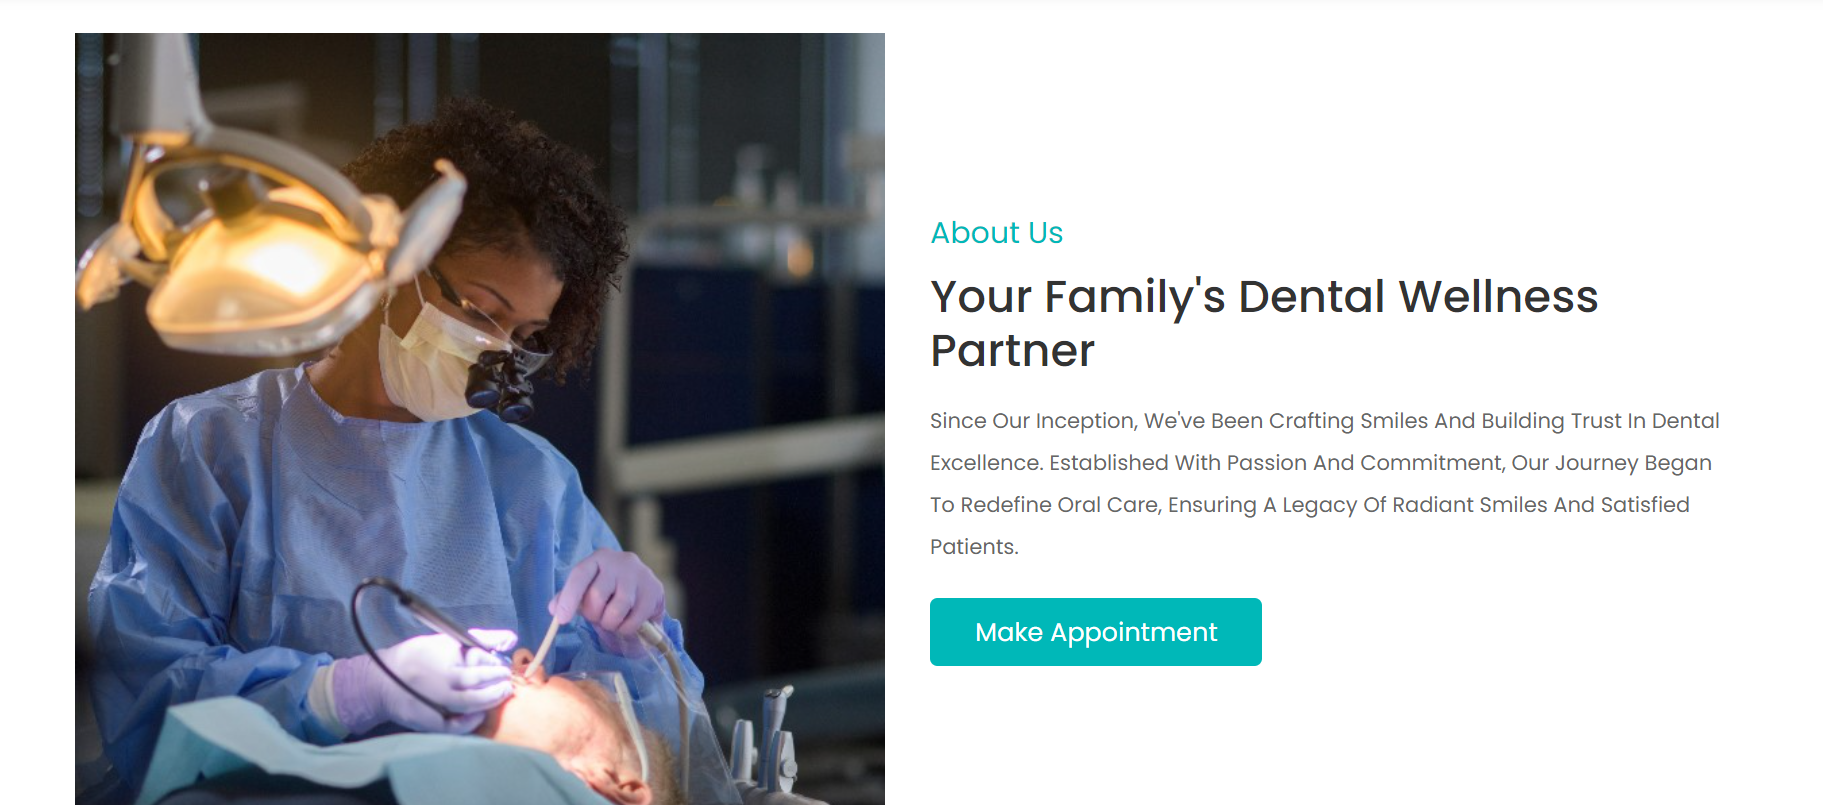 About Us
Your Family's Dental Wellness
Partner
Since Our Inception, We've Been Crafting Smiles And Building Trust In Dental
Excellence. Established With Passion And Commitment, Our Journey Began
To Redefine Oral Care, Ensuring A Legacy Of Radiant Smiles And Satisfied
Patients.
Make Appointment